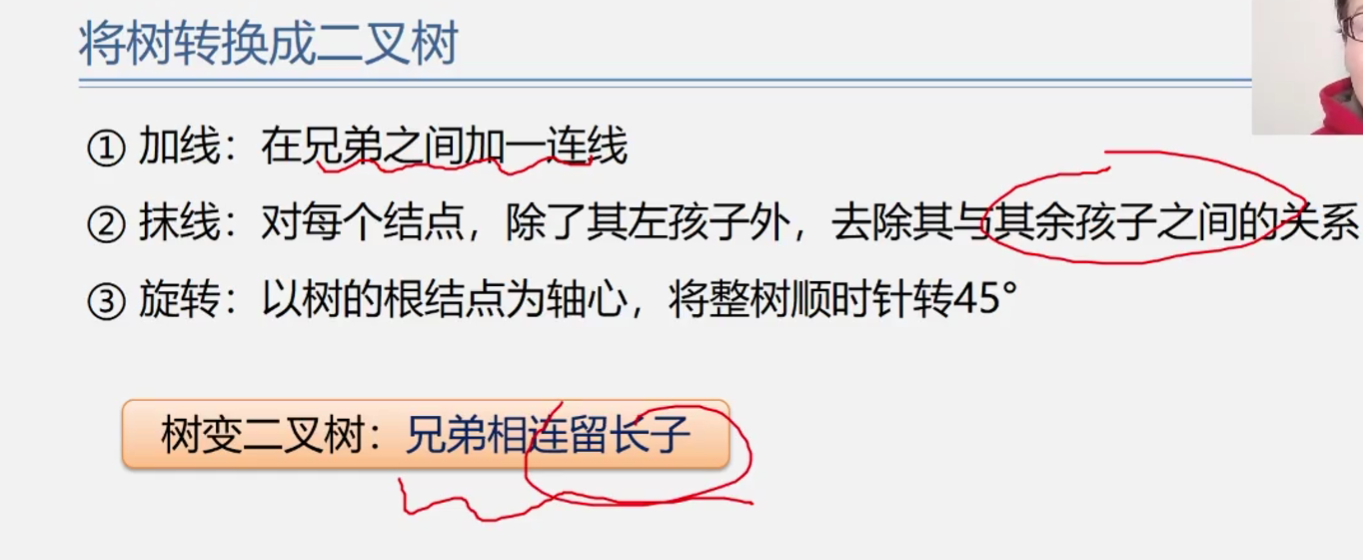 将树转换成二叉树
① 加线：在兄弟之间加一连线
② 抹线：对每个结点，除了其左孩子外，去除其与其余孩子之间的关系
③ 旋转：以树的根结点为轴心，将整树顺时针转45°
树变二叉树：兄弟相连留长子